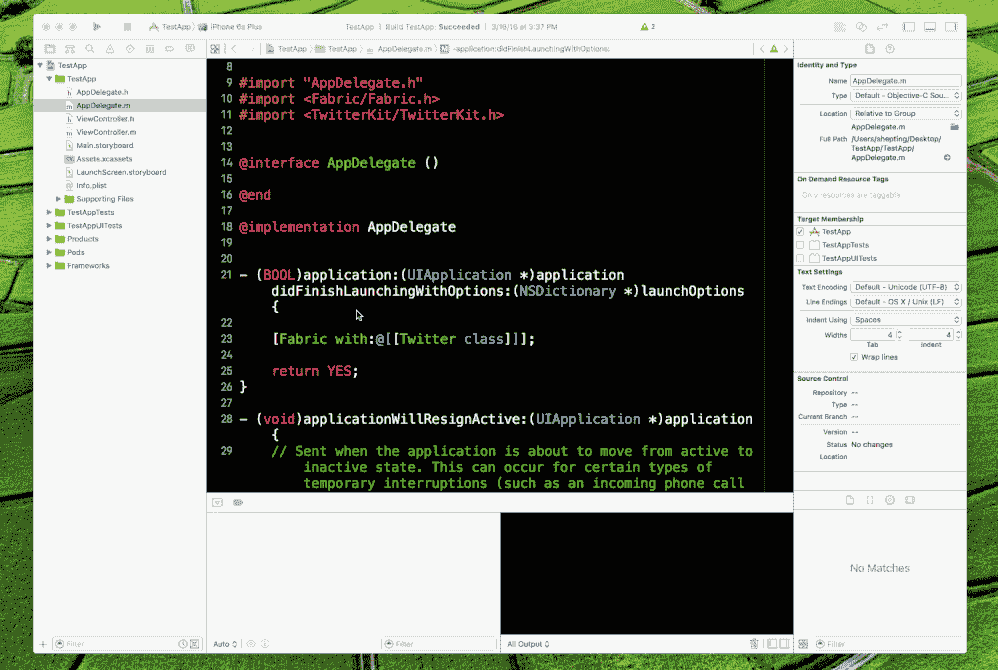 TestApp
iPhone 6s Plus
TestApp | Build TestApp: Succeeded | 3/18/16 at 3:37 PM
2
TestApp
TestApp
AppDelegate.m
-application:didFinishLaunchingWithOptions:
TestApp
TestApp
AppDelegate.h
AppDelegate.m
ViewController.h
ViewController.m
Main.storyboard
Assets.xcassets
LaunchScreen.storyboard
Info.plist
Supporting Files
TestAppTests
TestAppUITests
Products
Pods
Frameworks
Filter
8
9 #import "AppDelegate.h"
10 #import <Fabric/Fabric.h>
11 #import <TwitterKit/TwitterKit.h>
12
13
14 @interface AppDelegate ()
15
16 @end
17
18 @implementation AppDelegate
19
20
21 - (BOOL)application:(UIApplication *)application
didFinishLaunchingWithOptions:(NSDictionary *)launchOptions
{
22
23 [Fabric with:@[[Twitter class]]];
24
25 return YES;
26 }
27
28 - (void)applicationWillResignActive:(UIApplication *)application
{
29 // Sent when the application is about to move from active to
inactive state. This can occur for certain types of
temporary interruptions (such as an incoming phone call
Auto
Filter
All Output
Identity and Type
Name AppDelegate.m
Type Default - Objective-C Sou...
Location Relative to Group
AppDelegate.m
Full Path /Users/shepting/Desktop/
TestApp/TestApp/
AppDelegate.m
On Demand Resource Tags
Only resources are taggable
Target Membership
TestApp
TestAppTests
TestAppUITests
Text Settings
Text Encoding Default - Unicode (UTF-8)
Line Endings Default - OS X / Unix (LF)
Indent Using Spaces
Widths 4 4
Tab Indent
Wrap lines
Source Control
Repository --
Type --
Current Branch --
Version --
Status No changes
Location
No Matches
Filter